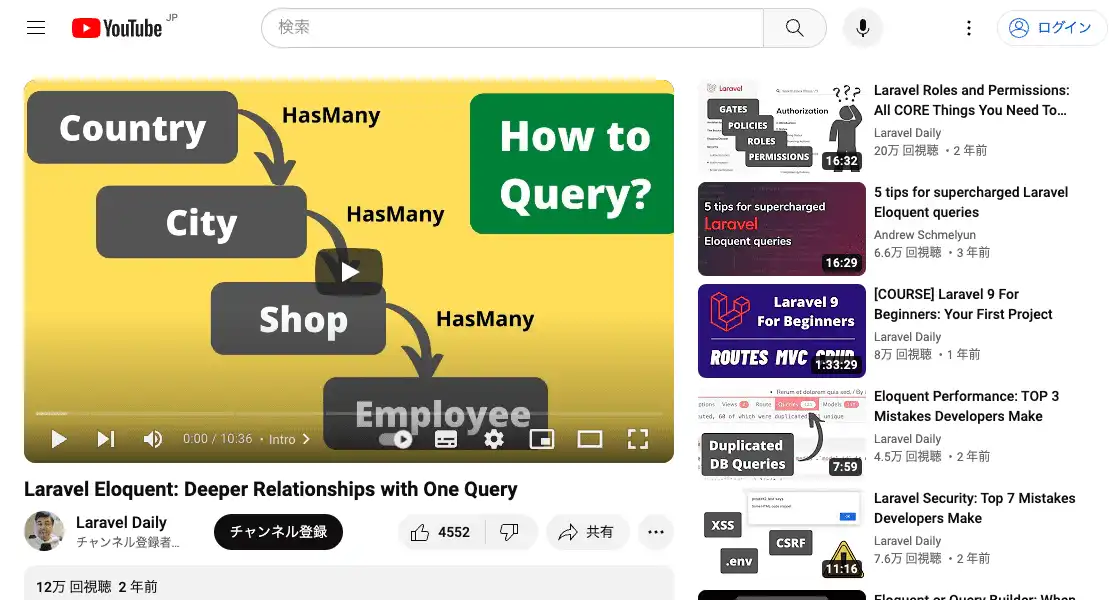 YouTube JP
検索
ログイン
Country
HasMany
How to
Query?
City
HasMany
Shop
HasMany
Employee
0:00 / 10:36 • Intro
Laravel Eloquent: Deeper Relationships with One Query
Laravel Daily
チャンネル登録者...
チャンネル登録
4552
共有
12万 回視聴 2 年前
Laravel
Authorization
GATES
POLICIES
ROLES
PERMISSIONS
???
16:32
Laravel Roles and Permissions:
All CORE Things You Need To...
Laravel Daily
20万 回視聴 • 2 年前
5 tips for supercharged
Laravel
Eloquent queries
16:29
5 tips for supercharged Laravel
Eloquent queries
Andrew Schmelyun
6.6万 回視聴 • 3 年前
Laravel 9
For Beginners
ROUTES MVC CRUD
1:33:29
[COURSE] Laravel 9 For
Beginners: Your First Project
Laravel Daily
8万 回視聴 • 1 年前
Views
Route
Queries
Models
Duplicated
DB Queries
7:59
Eloquent Performance: TOP 3
Mistakes Developers Make
Laravel Daily
4.5万 回視聴 • 2 年前
XSS
CSRF
.env
11:16
Laravel Security: Top 7 Mistakes
Developers Make
Laravel Daily
7.6万 回視聴 • 2 年前
Eloquent or Query Builder: When